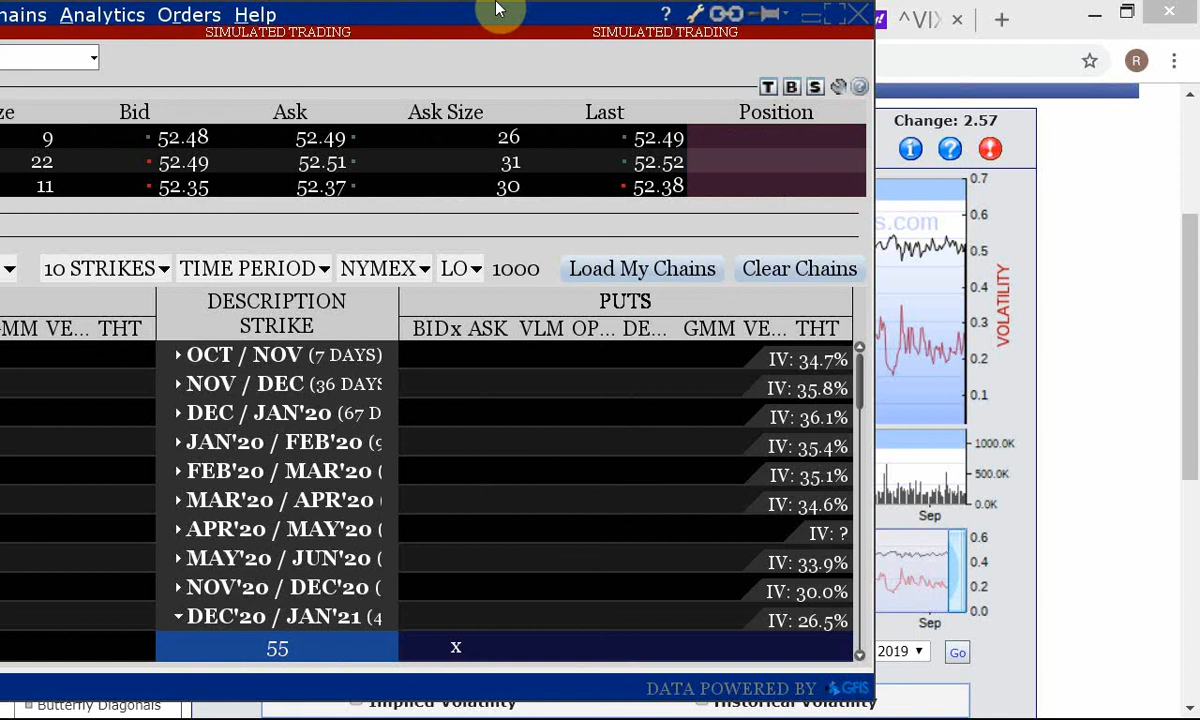 hains Analytics Orders Help ?
SIMULATED TRADING SIMULATED TRADING
^VIX
R
T B S
ze Bid Ask Ask Size Last Position
9 52.48 52.49 26 52.49
22 52.49 52.51 31 52.52
11 52.35 52.37 30 52.38
10 STRIKES TIME PERIOD NYMEX LO 1000 Load My Chains Clear Chains
DESCRIPTION PUTS
GMM VE... THT STRIKE BIDx ASK VLM OP... DE... GMM VE... THT
OCT / NOV (7 DAYS) IV: 34.7%
NOV / DEC (36 DAYS IV: 35.8%
DEC / JAN'20 (67 D IV: 36.1%
JAN'20 / FEB'20 (9 IV: 35.4%
FEB'20 / MAR'20 ( IV: 35.1%
MAR'20 / APR'20 ( IV: 34.6%
APR'20 / MAY'20 ( IV: ?
MAY'20 / JUN'20 ( IV: 33.9%
NOV'20 / DEC'20 ( IV: 30.0%
DEC'20 / JAN'21 (4 IV: 26.5%
55 x
DATA POWERED BY GFIS
Change: 2.57
i ? !
s.com
0.7
0.6
0.5
0.4
0.3
0.2
0.1
VOLATILITY
1000.0K
500.0K
0.0K
Sep
0.6
0.4
0.2
0.0
Sep
2019 Go
Butterfly Diagonals Implied Volatility Historical Volatility